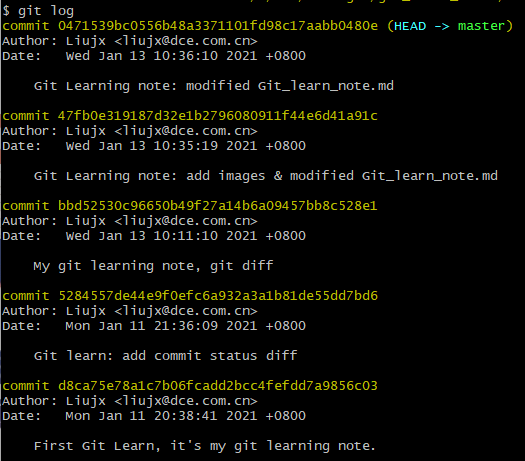 $ git log
commit 0471539bc0556b48a3371101fd98c17aabb0480e (HEAD -> master)
Author: Liujx <liujx@dce.com.cn>
Date:   Wed Jan 13 10:36:10 2021 +0800
Git Learning note: modified Git_learn_note.md
commit 47fb0e319187d32e1b2796080911f44e6d41a91c
Author: Liujx <liujx@dce.com.cn>
Date:   Wed Jan 13 10:35:19 2021 +0800
Git Learning note: add images & modified Git_learn_note.md
commit bbd52530c96650b49f27a14b6a09457bb8c528e1
Author: Liujx <liujx@dce.com.cn>
Date:   Wed Jan 13 10:11:10 2021 +0800
My git learning note, git diff
commit 5284557de44e9f0efc6a932a3a1b81de55dd7bd6
Author: Liujx <liujx@dce.com.cn>
Date:   Mon Jan 11 21:36:09 2021 +0800
Git learn: add commit status diff
commit d8ca75e78a1c7b06fcadd2bcc4fefdd7a9856c03
Author: Liujx <liujx@dce.com.cn>
Date:   Mon Jan 11 20:38:41 2021 +0800
First Git Learn, it's my git learning note.